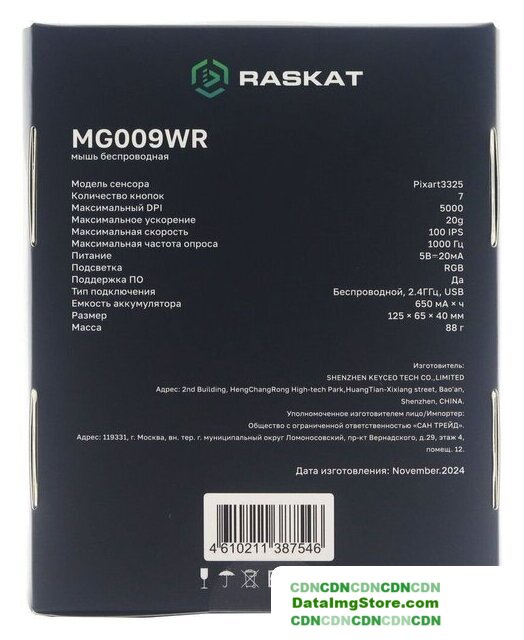 RASKAT
MG009WR
мышь беспроводная
Модель сенсора Pixart3325
Количество кнопок 7
Максимальный DPI 5000
Максимальное ускорение 20g
Максимальная скорость 100 IPS
Максимальная частота опроса 1000 Гц
Питание 5В⎓20мА
Подсветка RGB
Поддержка ПО Да
Тип подключения Беспроводной, 2.4ГГц, USB
Емкость аккумулятора 650 мА × ч
Размер 125 × 65 × 40 мм
Масса 88 г
Изготовитель:
SHENZHEN KEYCEO TECH CO.,LIMITED
Адрес: 2nd Building, HengChangRong High-tech Park,HuangTian-Xixiang street, Bao'an,
Shenzhen, CHINA.
Уполномоченное изготовителем лицо/Импортер:
Общество с ограниченной ответственностью «САН ТРЕЙД».
Адрес: 119331, г. Москва, вн. тер. г. муниципальный округ Ломоносовский, пр-кт Вернадского, д.29, этаж 4,
помещ. 12.
Дата изготовления: November.2024
4 610211 387546
CDNCDNCDNCDNCDN
DataImgStore.com
CDNCDNCDNCDNCDN